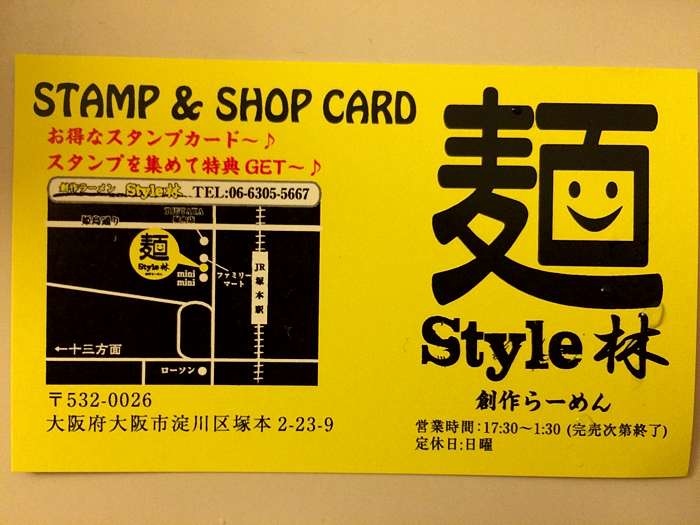 STAMP & SHOP CARD
お得なスタンプカード〜♪
スタンプを集めて特典GET〜♪
創作ラーメン Style林 TEL:06-6305-5667
姫島通り
麺
Style林
mini
mini
ファミリー
マート
JR塚本駅
←十三方面
ローソン
〒532-0026
大阪府大阪市淀川区塚本2-23-9
麺
Style 林
創作らーめん
営業時間:17:30〜1:30 (完売次第終了)
定休日:日曜